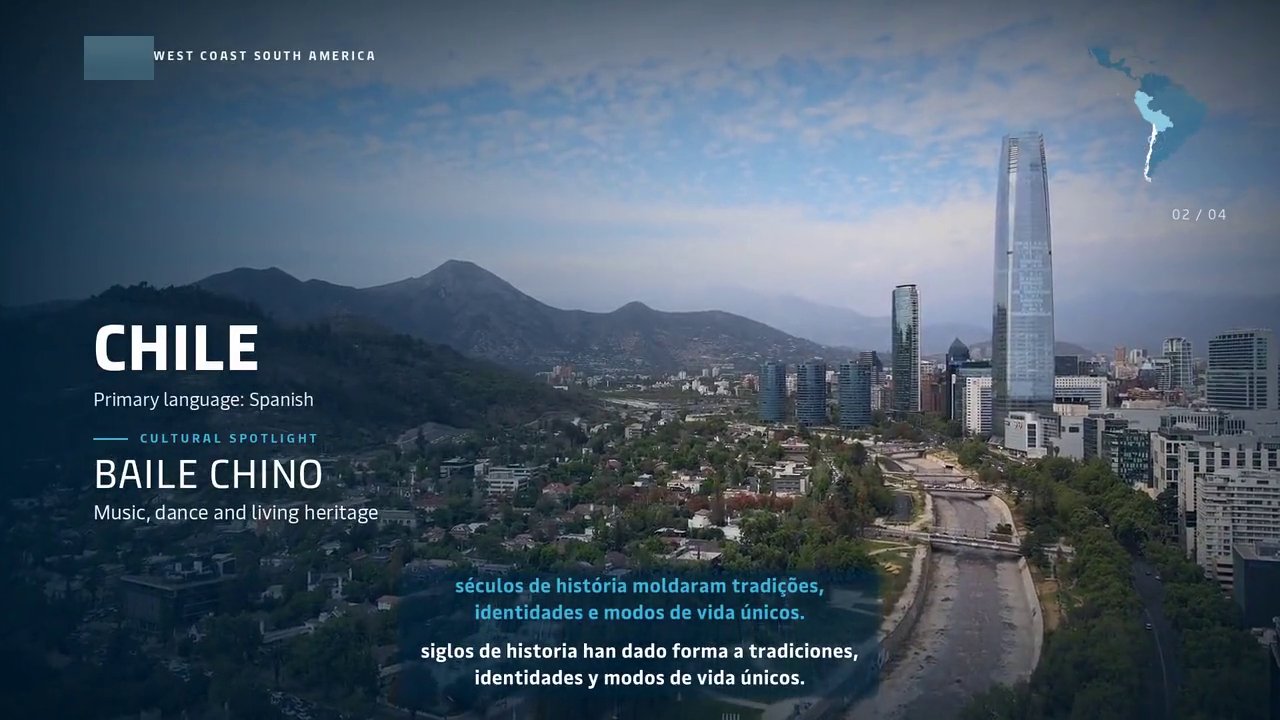 WEST COAST SOUTH AMERICA
02 / 04
CHILE
Primary language: Spanish
CULTURAL SPOTLIGHT
BAILE CHINO
Music, dance and living heritage
séculos de história moldaram tradições,
identidades e modos de vida únicos.
siglos de historia han dado forma a tradiciones,
identidades y modos de vida únicos.